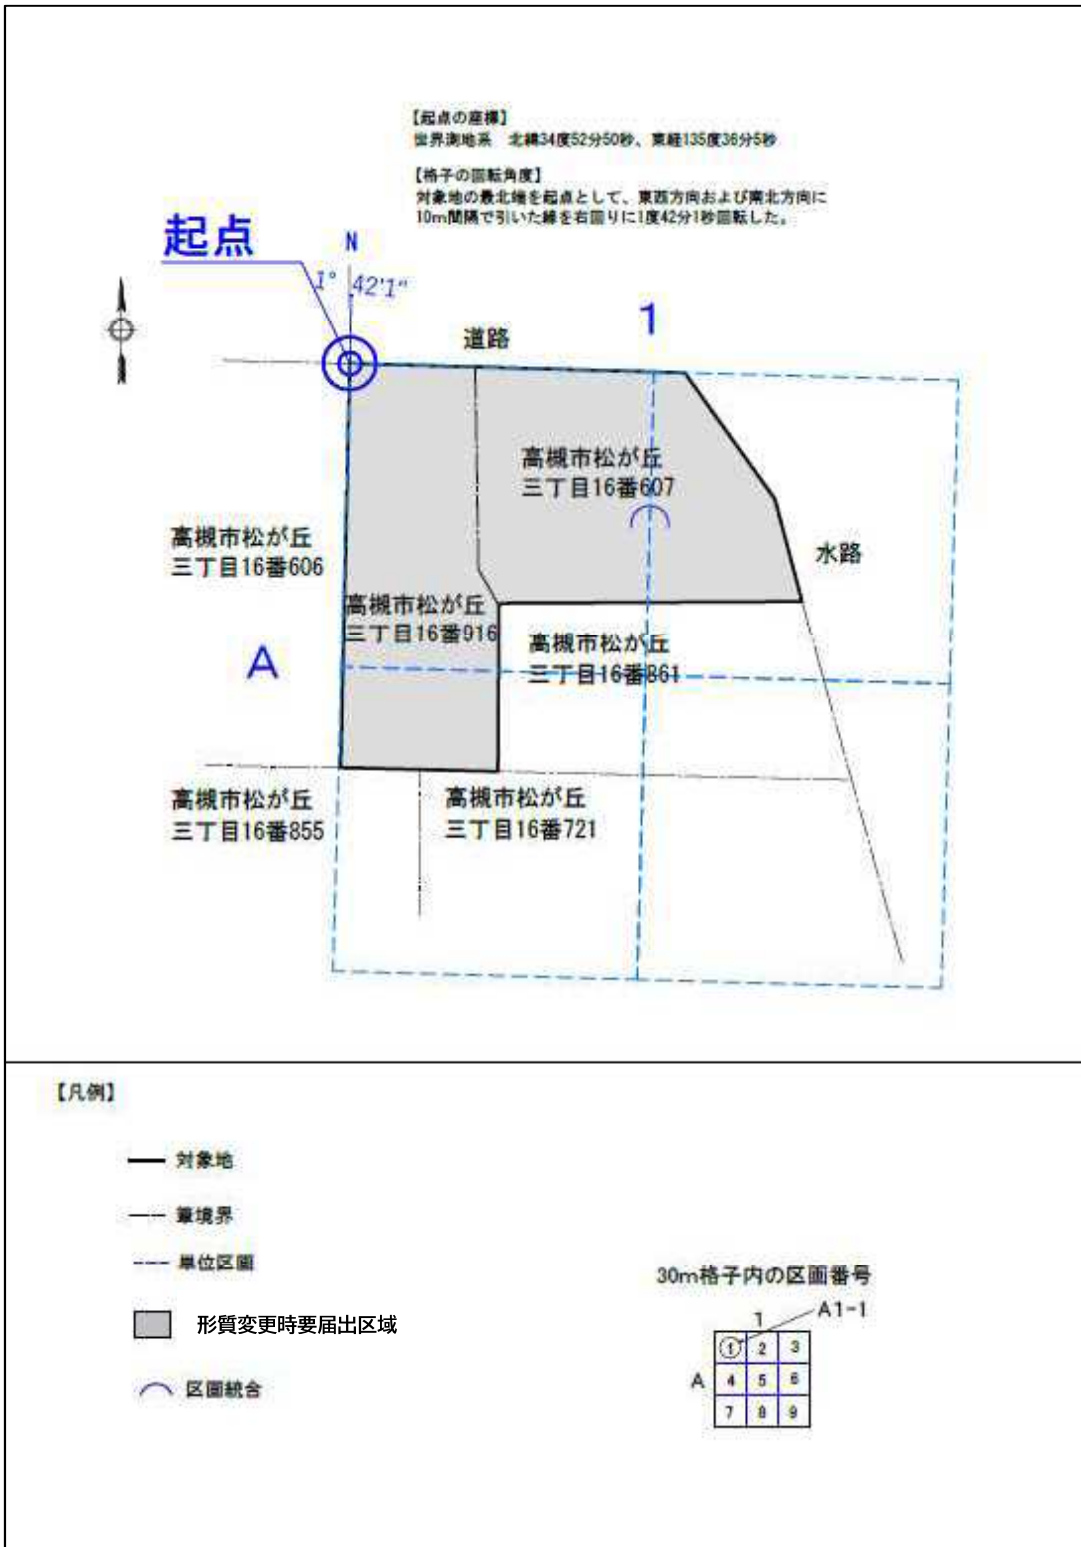 【起点の座標】
世界測地系　北緯34度52分50秒、東経135度36分5秒
【格子の回転角度】
対象地の最北端を起点として、東西方向および南北方向に
10m間隔で引いた線を右回りに1度42分1秒回転した。
起点
N
1° 42'1"
1
道路
高槻市松が丘
三丁目16番607
高槻市松が丘
三丁目16番606
水路
高槻市松が丘
三丁目16番916
高槻市松が丘
三丁目16番861
A
高槻市松が丘
三丁目16番855
高槻市松が丘
三丁目16番721
【凡例】
対象地
筆境界
単位区画
形質変更時要届出区域
区画統合
30m格子内の区画番号
1
A1-1
1 2 3
A
4 5 6
7 8 9